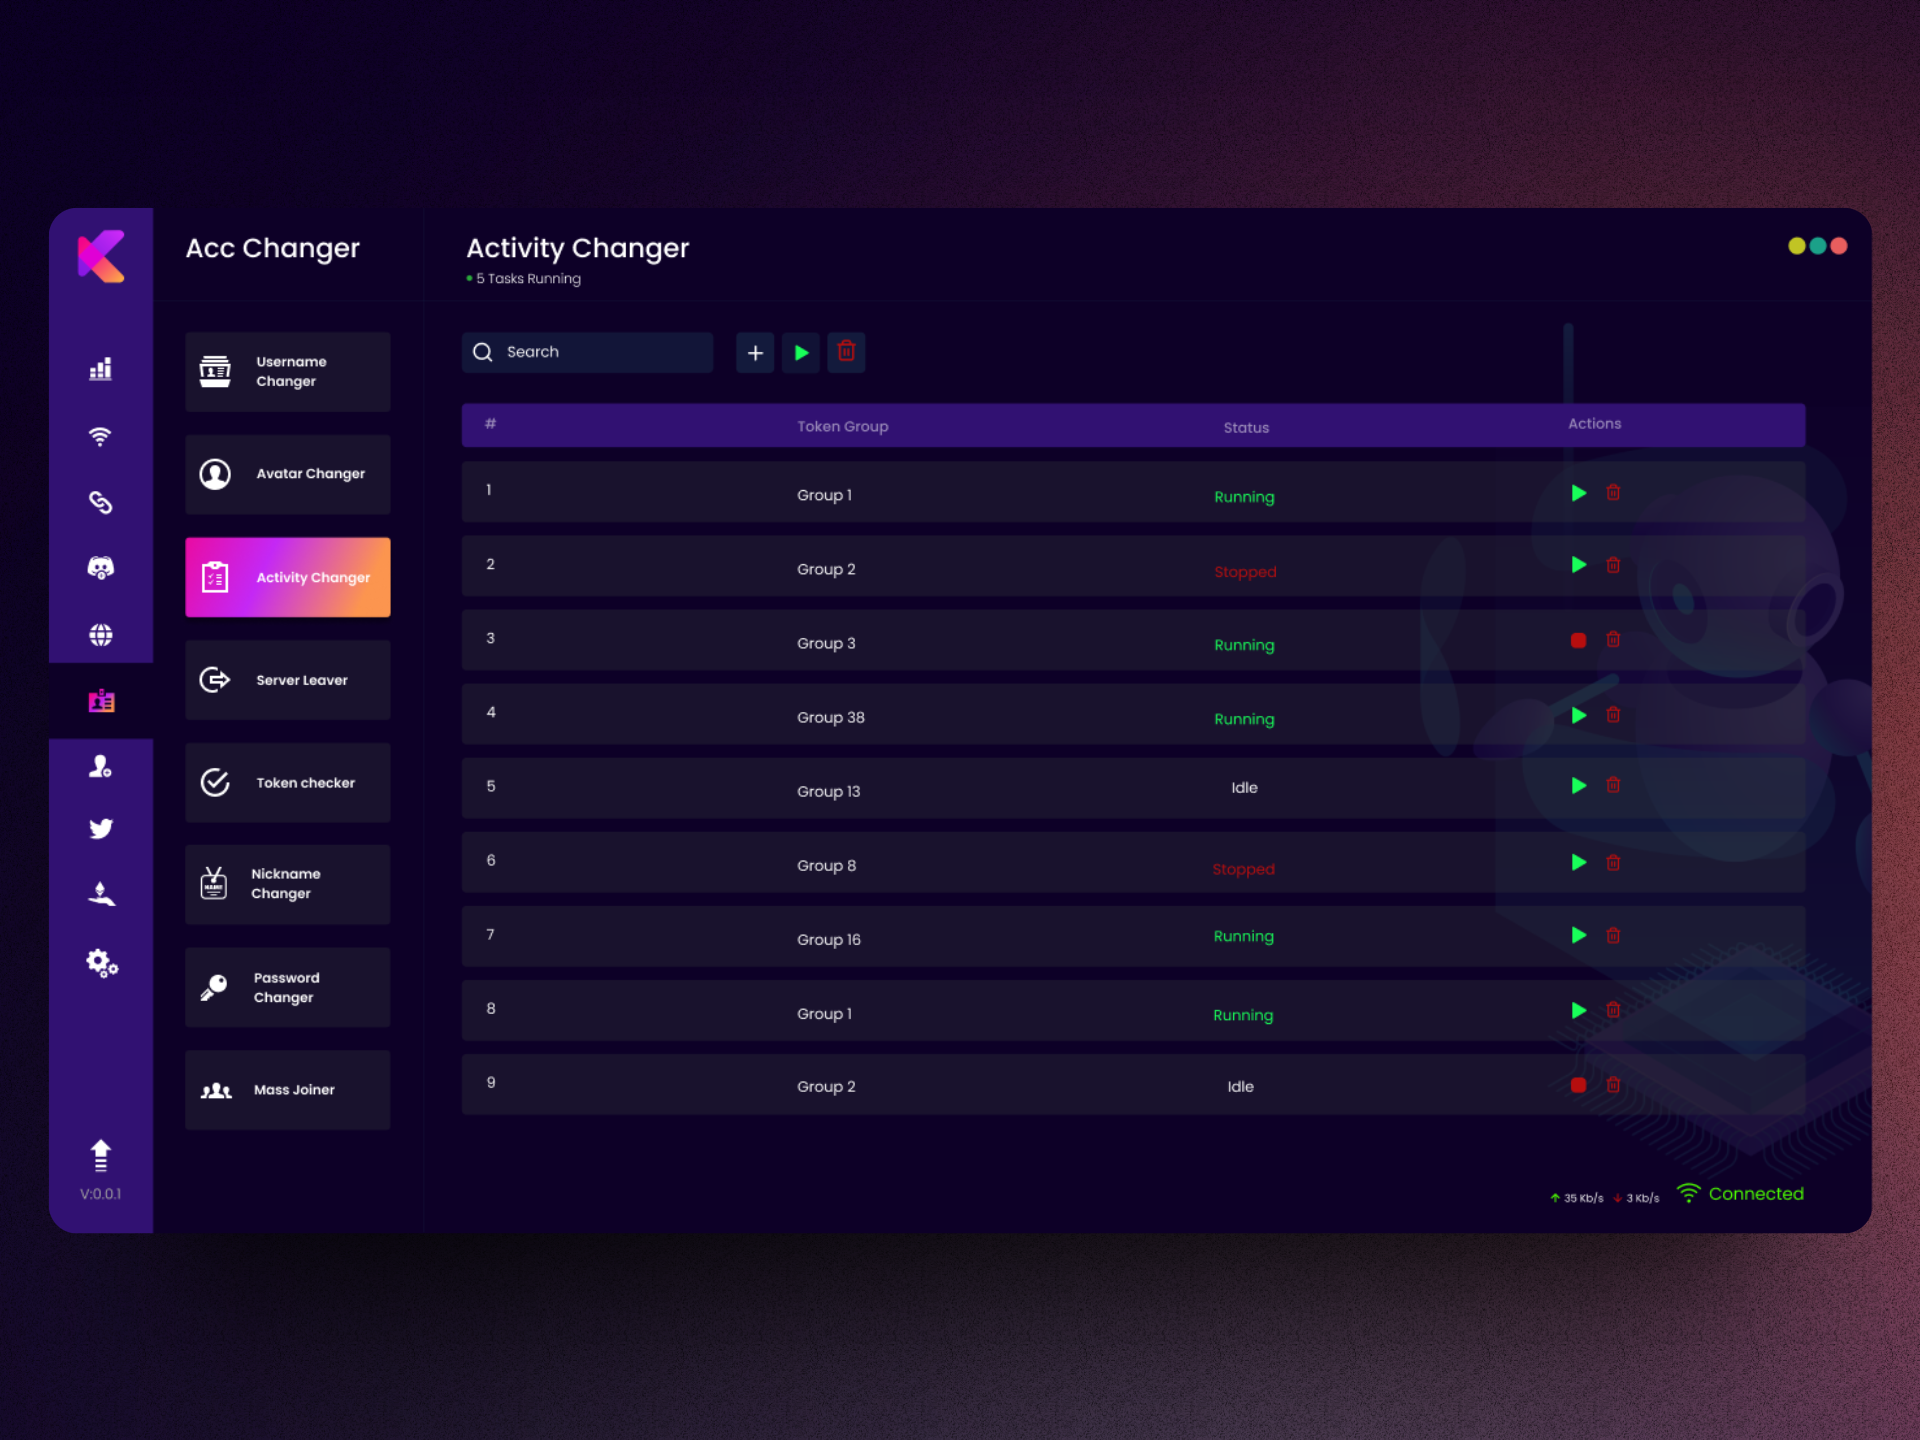 Acc Changer
Activity Changer
5 Tasks Running
Username
Changer
Avatar Changer
Activity Changer
Server Leaver
Token checker
NAME
Nickname
Changer
Password
Changer
Mass Joiner
V:0.0.1
Search
# Token Group Status Actions
1 Group 1 Running
2 Group 2 Stopped
3 Group 3 Running
4 Group 38 Running
5 Group 13 Idle
6 Group 8 Stopped
7 Group 16 Running
8 Group 1 Running
9 Group 2 Idle
35 Kb/s 3 Kb/s Connected